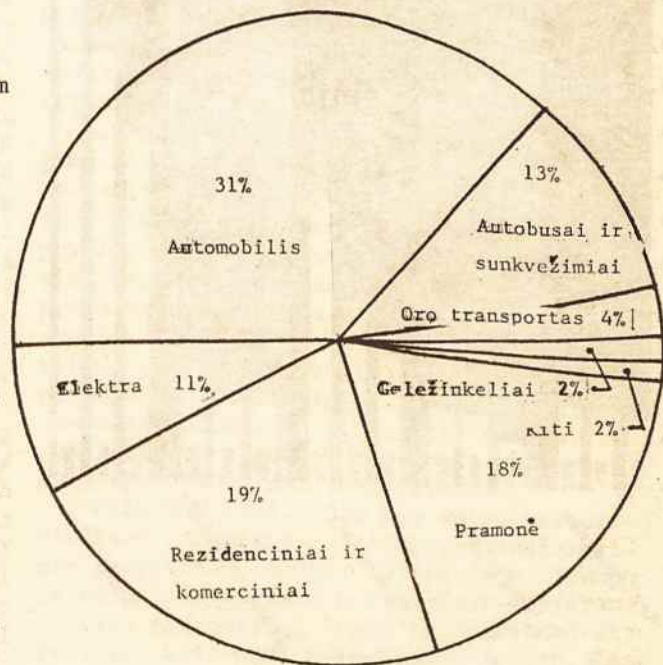 n
31%
Automobilis
13%
Autobusai ir
sunkvežimiai
Oro transportas 4%
Elektra 11%
Geležinkeliai 2%
Kiti 2%
18%
Pramonė
19%
Rezidenciniai ir
komerciniai